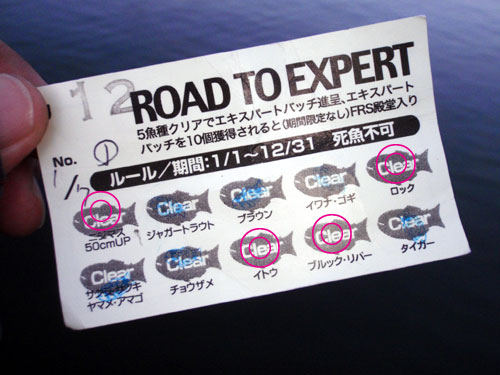 12
ROAD TO EXPERT
5魚種クリアでエキスパートバッチ進呈、エキスパート
バッチを10個獲得されると(期間限定なし)FRS殿堂入り
No. ①
ルール/期間:1/1~12/31 死魚不可
Clear Clear Clear Clear Clear
ニジマス
50cmUP
ジャガートラウト
ブラウン
イワナ・ゴギ
ロック
Clear Clear Clear Clear Clear
ヤマメ・アマゴ
チョウザメ
イトウ
ブルック・リバー
タイガー